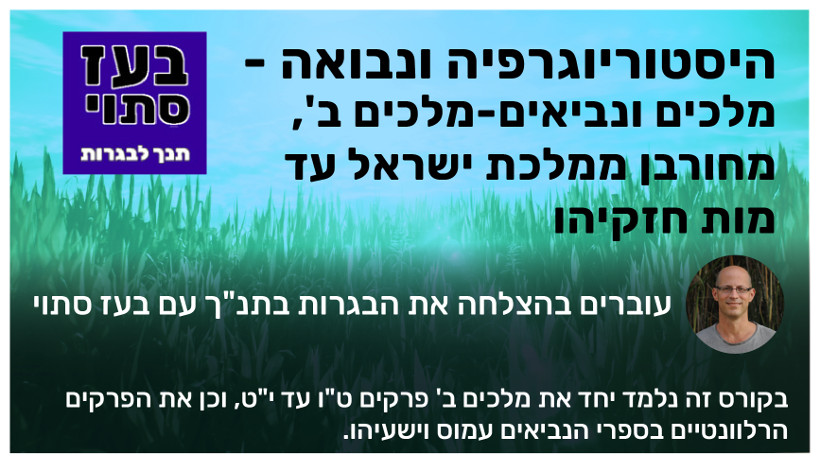 היסטוריוגרפיה ונבואה -
מלכים ונביאים-מלכים ב',
מחורבן ממלכת ישראל עד
מות חזקיהו
בעז
סתוי
תנך לבגרות
עוברים בהצלחה את הבגרות בתנ"ך עם בעז סתוי
בקורס זה נלמד יחד את מלכים ב' פרקים ט"ו עד י"ט, וכן את הפרקים
הרלוונטיים בספרי הנביאים עמוס וישעיהו.